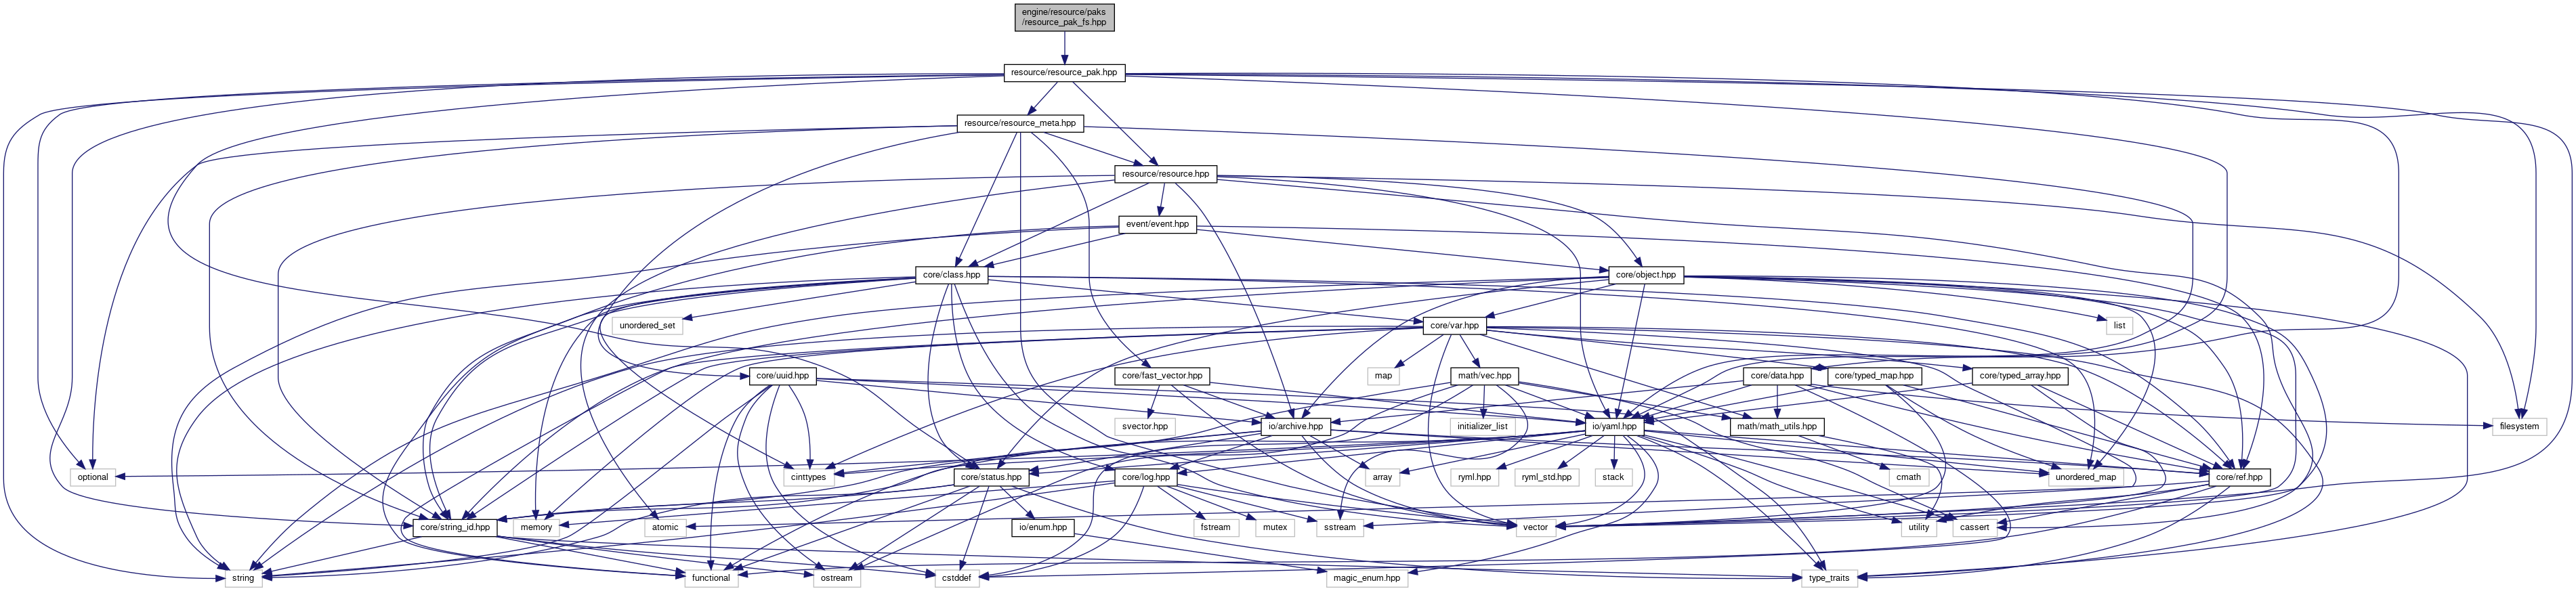 engine/resource/paks
/resource_pak_fs.hpp
resource/resource_pak.hpp
resource/resource_meta.hpp
resource/resource.hpp
event/event.hpp
core/class.hpp
core/object.hpp
unordered_set
core/var.hpp
list
core/uuid.hpp
core/fast_vector.hpp
map
math/vec.hpp
core/data.hpp
core/typed_map.hpp
core/typed_array.hpp
svector.hpp
io/archive.hpp
initializer_list
io/yaml.hpp
math/math_utils.hpp
filesystem
optional
cinttypes
core/status.hpp
core/log.hpp
array
ryml.hpp
ryml_std.hpp
stack
cmath
unordered_map
core/ref.hpp
core/string_id.hpp
memory
atomic
io/enum.hpp
fstream
mutex
sstream
vector
utility
cassert
string
functional
ostream
cstddef
magic_enum.hpp
type_traits